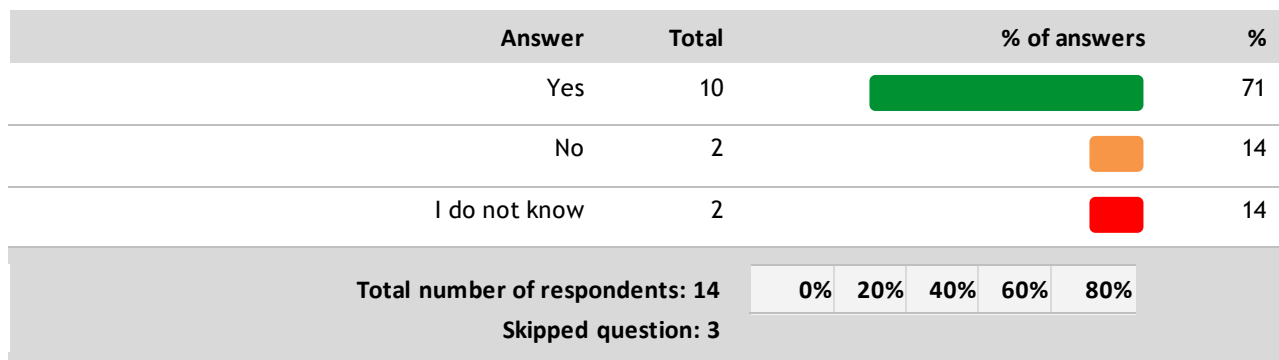 Answer Total % of answers %
Yes 10 71
No 2 14
I do not know 2 14
Total number of respondents: 14 0% 20% 40% 60% 80%
Skipped question: 3